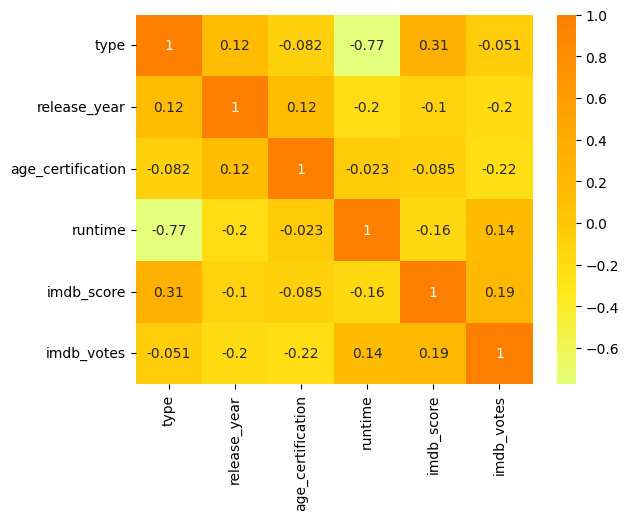 type 1 0.12 -0.082 -0.77 0.31 -0.051
release_year 0.12 1 0.12 -0.2 -0.1 -0.2
age_certification -0.082 0.12 1 -0.023 -0.085 -0.22
runtime -0.77 -0.2 -0.023 1 -0.16 0.14
imdb_score 0.31 -0.1 -0.085 -0.16 1 0.19
imdb_votes -0.051 -0.2 -0.22 0.14 0.19 1
type release_year age_certification runtime imdb_score imdb_votes
1.0
0.8
0.6
0.4
0.2
0.0
−0.2
−0.4
−0.6